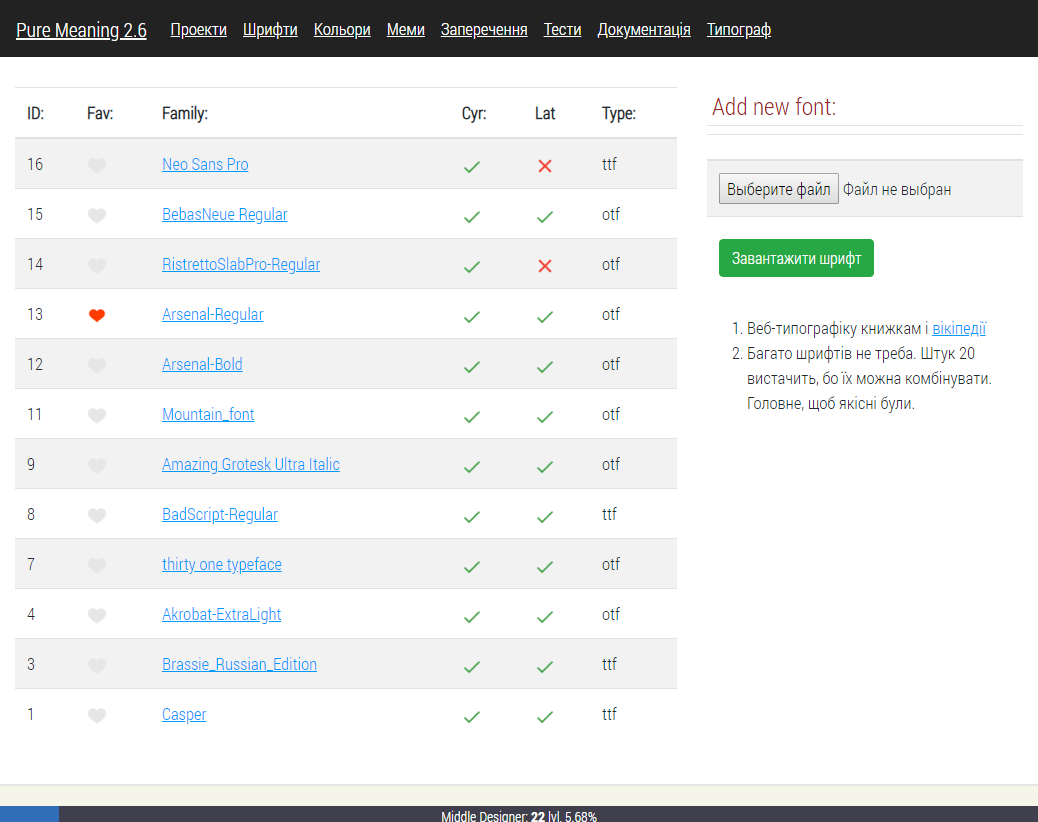 Pure Meaning 2.6 Проекти Шрифти Кольори Меми Заперечення Тести Документація Типограф
ID: Fav: Family: Cyr: Lat Type:
16 Neo Sans Pro ttf
15 BebasNeue Regular otf
14 RistrettoSlabPro-Regular otf
13 Arsenal-Regular otf
12 Arsenal-Bold otf
11 Mountain_font otf
9 Amazing Grotesk Ultra Italic otf
8 BadScript-Regular ttf
7 thirty one typeface otf
4 Akrobat-ExtraLight otf
3 Brassie_Russian_Edition ttf
1 Casper ttf
Add new font:
Выберите файл Файл не выбран
Завантажити шрифт
1. Веб-типографіку книжкам і вікіпедії
2. Багато шрифтів не треба. Штук 20
вистачить, бо їх можна комбінувати.
Головне, щоб якісні були.
Middle Designer: 22 lvl. 5.68%